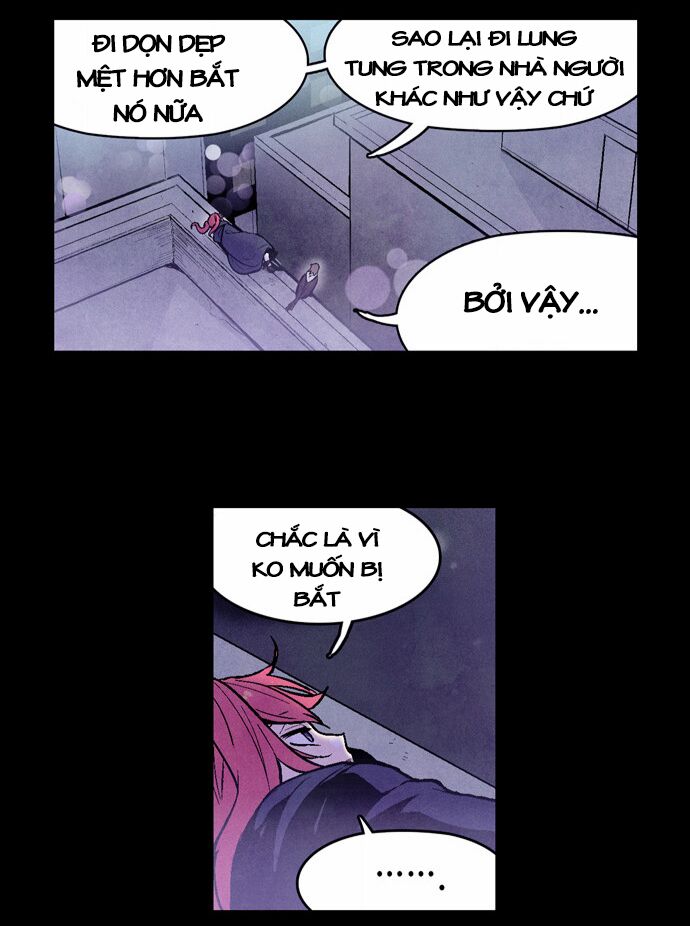 ĐI DỌN DẸP
MỆT HƠN BẮT
NÓ NỮA
SAO LẠI ĐI LUNG
TUNG TRONG NHÀ NGƯỜI
KHÁC NHƯ VẬY CHỨ
BỞI VẬY...
CHẮC LÀ VÌ
KO MUỐN BỊ
BẮT
.......